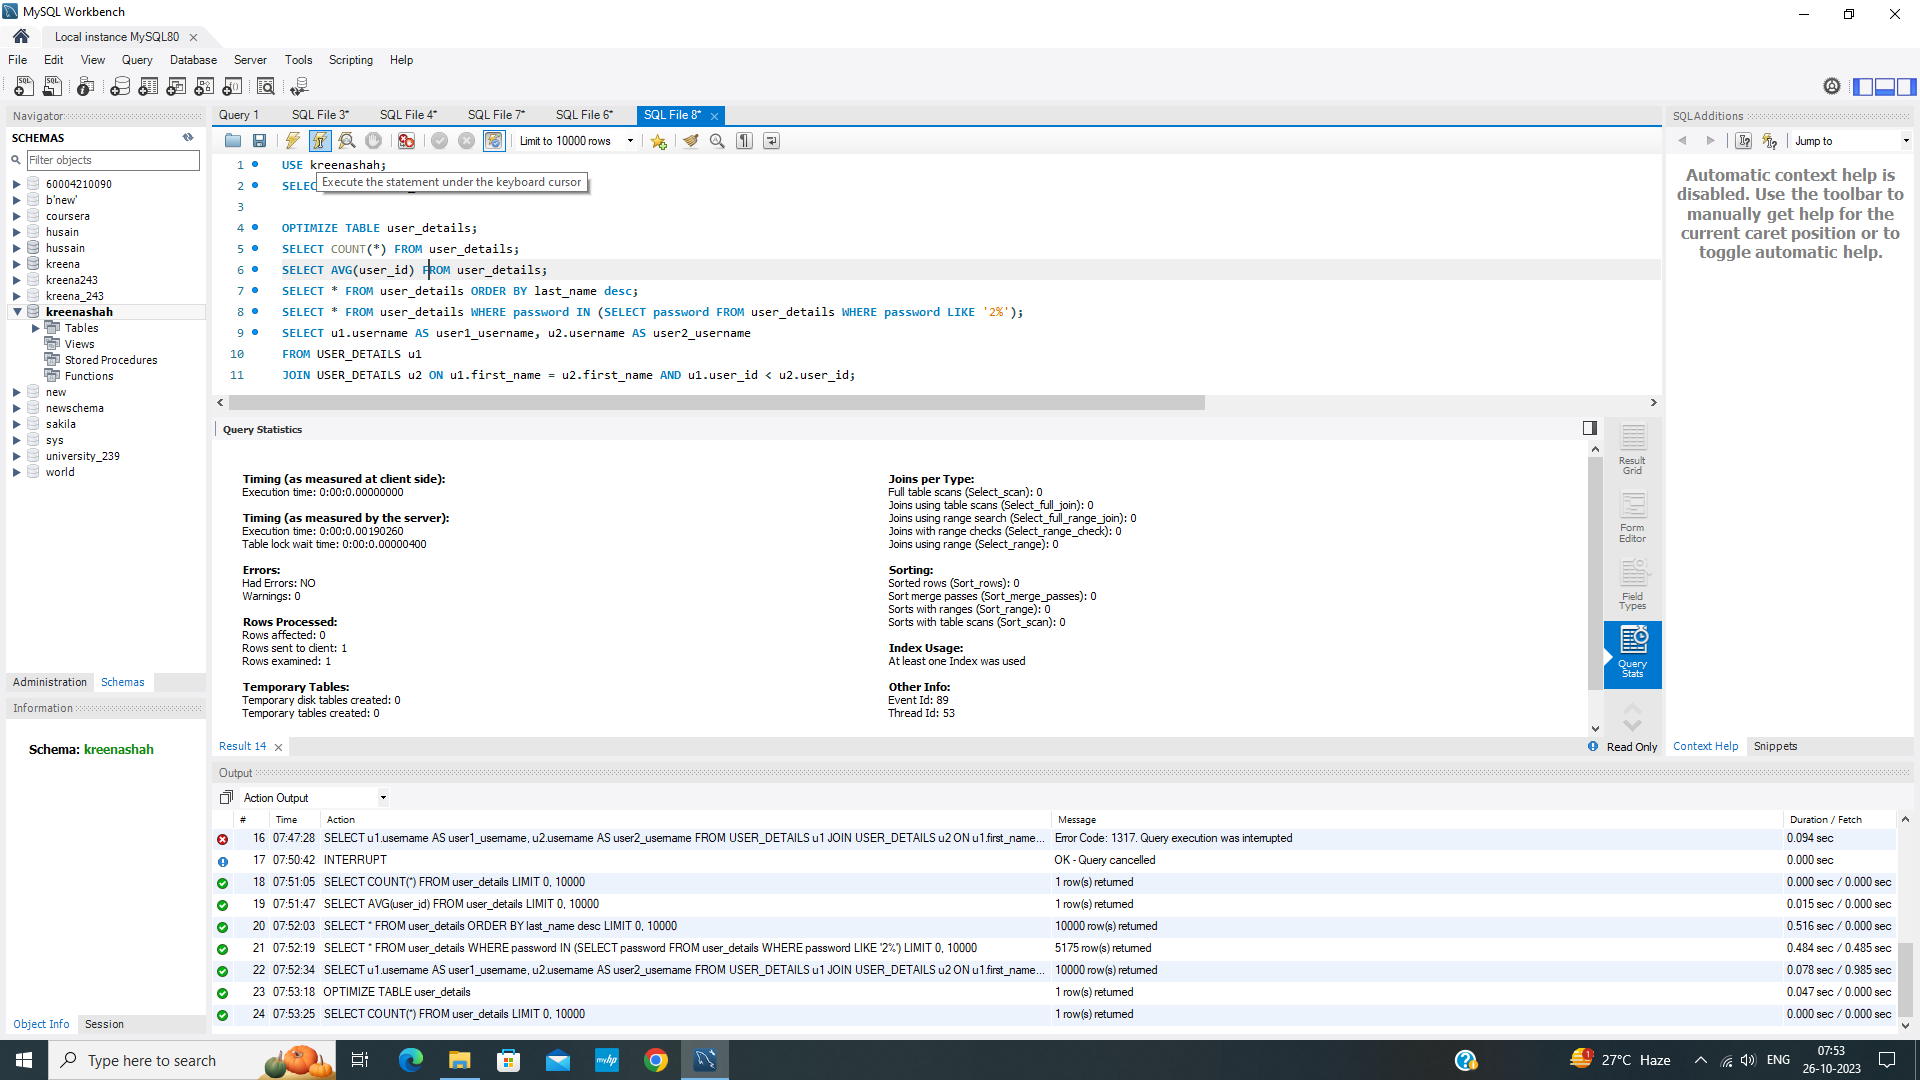 MySQL Workbench
Local instance MySQL80
File Edit View Query Database Server Tools Scripting Help
Navigator
SCHEMAS
Filter objects
60004210090
b'new'
coursera
husain
hussain
kreena
kreena243
kreena_243
kreenashah
Tables
Views
Stored Procedures
Functions
new
newschema
sakila
sys
university_239
world
Administration Schemas
Information
Schema: kreenashah
Object Info Session
Query 1 SQL File 3* SQL File 4* SQL File 7* SQL File 6* SQL File 8*
Limit to 10000 rows
1 USE kreenashah;
2 SELEC
Execute the statement under the keyboard cursor
3
4 OPTIMIZE TABLE user_details;
5 SELECT COUNT(*) FROM user_details;
6 SELECT AVG(user_id) FROM user_details;
7 SELECT * FROM user_details ORDER BY last_name desc;
8 SELECT * FROM user_details WHERE password IN (SELECT password FROM user_details WHERE password LIKE '2%');
9 SELECT u1.username AS user1_username, u2.username AS user2_username
10 FROM USER_DETAILS u1
11 JOIN USER_DETAILS u2 ON u1.first_name = u2.first_name AND u1.user_id < u2.user_id;
Query Statistics
Timing (as measured at client side):
Execution time: 0:00:0.00000000
Timing (as measured by the server):
Execution time: 0:00:0.00190260
Table lock wait time: 0:00:0.00000400
Errors:
Had Errors: NO
Warnings: 0
Rows Processed:
Rows affected: 0
Rows sent to client: 1
Rows examined: 1
Temporary Tables:
Temporary disk tables created: 0
Temporary tables created: 0
Joins per Type:
Full table scans (Select_scan): 0
Joins using table scans (Select_full_join): 0
Joins using range search (Select_full_range_join): 0
Joins with range checks (Select_range_check): 0
Joins using range (Select_range): 0
Sorting:
Sorted rows (Sort_rows): 0
Sort merge passes (Sort_merge_passes): 0
Sorts with ranges (Sort_range): 0
Sorts with table scans (Sort_scan): 0
Index Usage:
At least one Index was used
Other Info:
Event Id: 89
Thread Id: 53
Result
Grid
Form
Editor
Field
Types
Query
Stats
Result 14
Read Only
SQLAdditions
Jump to
Automatic context help is
disabled. Use the toolbar to
manually get help for the
current caret position or to
toggle automatic help.
Context Help Snippets
Output
Action Output
# Time Action Message Duration / Fetch
16 07:47:28 SELECT u1.username AS user1_username, u2.username AS user2_username FROM USER_DETAILS u1 JOIN USER_DETAILS u2 ON u1.first_name... Error Code: 1317. Query execution was interrupted 0.094 sec
17 07:50:42 INTERRUPT OK - Query cancelled 0.000 sec
18 07:51:05 SELECT COUNT(*) FROM user_details LIMIT 0, 10000 1 row(s) returned 0.000 sec / 0.000 sec
19 07:51:47 SELECT AVG(user_id) FROM user_details LIMIT 0, 10000 1 row(s) returned 0.015 sec / 0.000 sec
20 07:52:03 SELECT * FROM user_details ORDER BY last_name desc LIMIT 0, 10000 10000 row(s) returned 0.516 sec / 0.000 sec
21 07:52:19 SELECT * FROM user_details WHERE password IN (SELECT password FROM user_details WHERE password LIKE '2%') LIMIT 0, 10000 5175 row(s) returned 0.484 sec / 0.485 sec
22 07:52:34 SELECT u1.username AS user1_username, u2.username AS user2_username FROM USER_DETAILS u1 JOIN USER_DETAILS u2 ON u1.first_name... 10000 row(s) returned 0.078 sec / 0.985 sec
23 07:53:18 OPTIMIZE TABLE user_details 1 row(s) returned 0.047 sec / 0.000 sec
24 07:53:25 SELECT COUNT(*) FROM user_details LIMIT 0, 10000 1 row(s) returned 0.000 sec / 0.000 sec
Type here to search
myhp
1
27°C Haze
ENG
07:53
26-10-2023